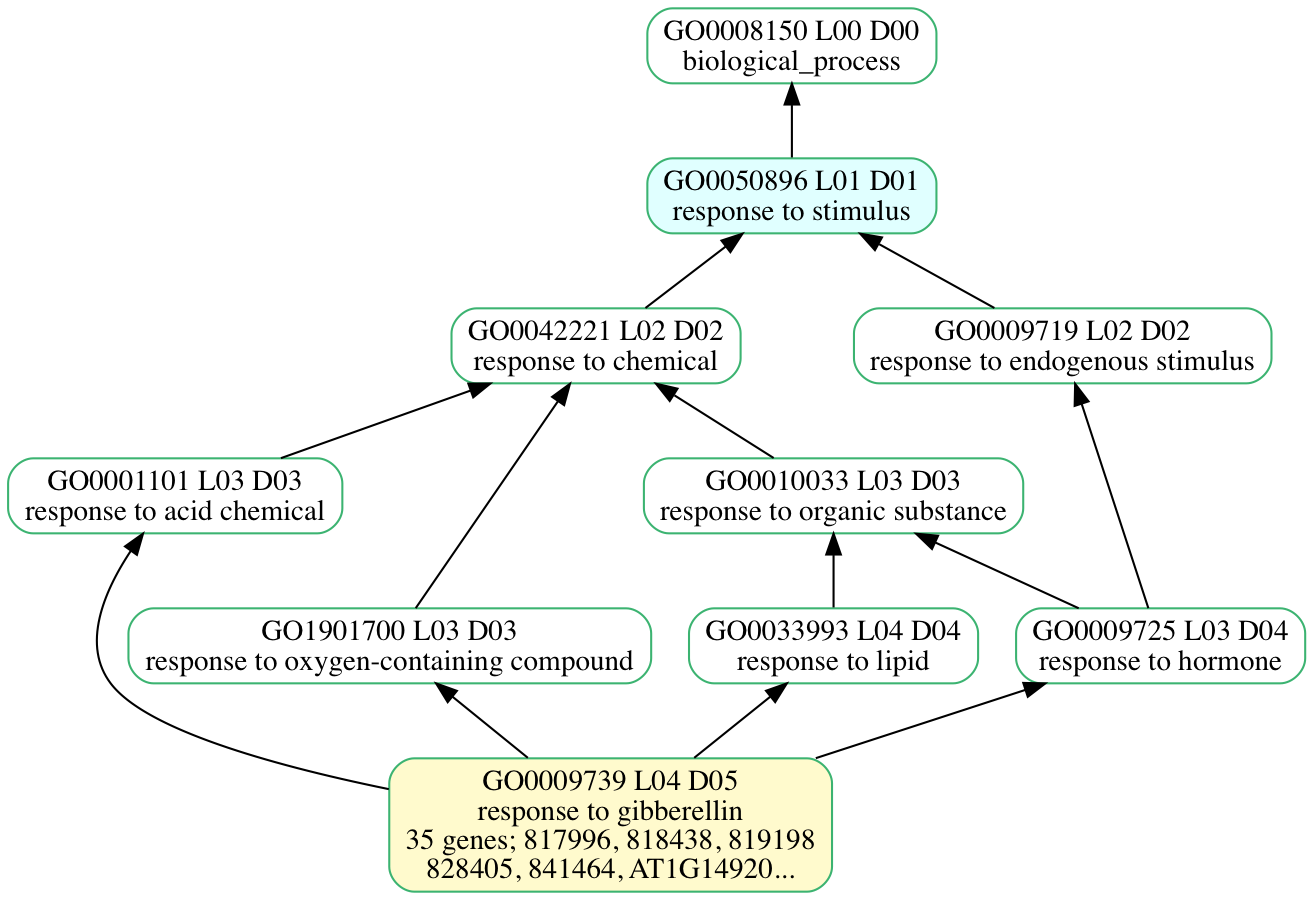 GO0008150 L00 D00
biological_process
GO0050896 L01 D01
response to stimulus
GO0042221 L02 D02
response to chemical
GO0009719 L02 D02
response to endogenous stimulus
GO0001101 L03 D03
response to acid chemical
GO0010033 L03 D03
response to organic substance
GO1901700 L03 D03
response to oxygen-containing compound
GO0033993 L04 D04
response to lipid
GO0009725 L03 D04
response to hormone
GO0009739 L04 D05
response to gibberellin
35 genes; 817996, 818438, 819198
828405, 841464, AT1G14920...